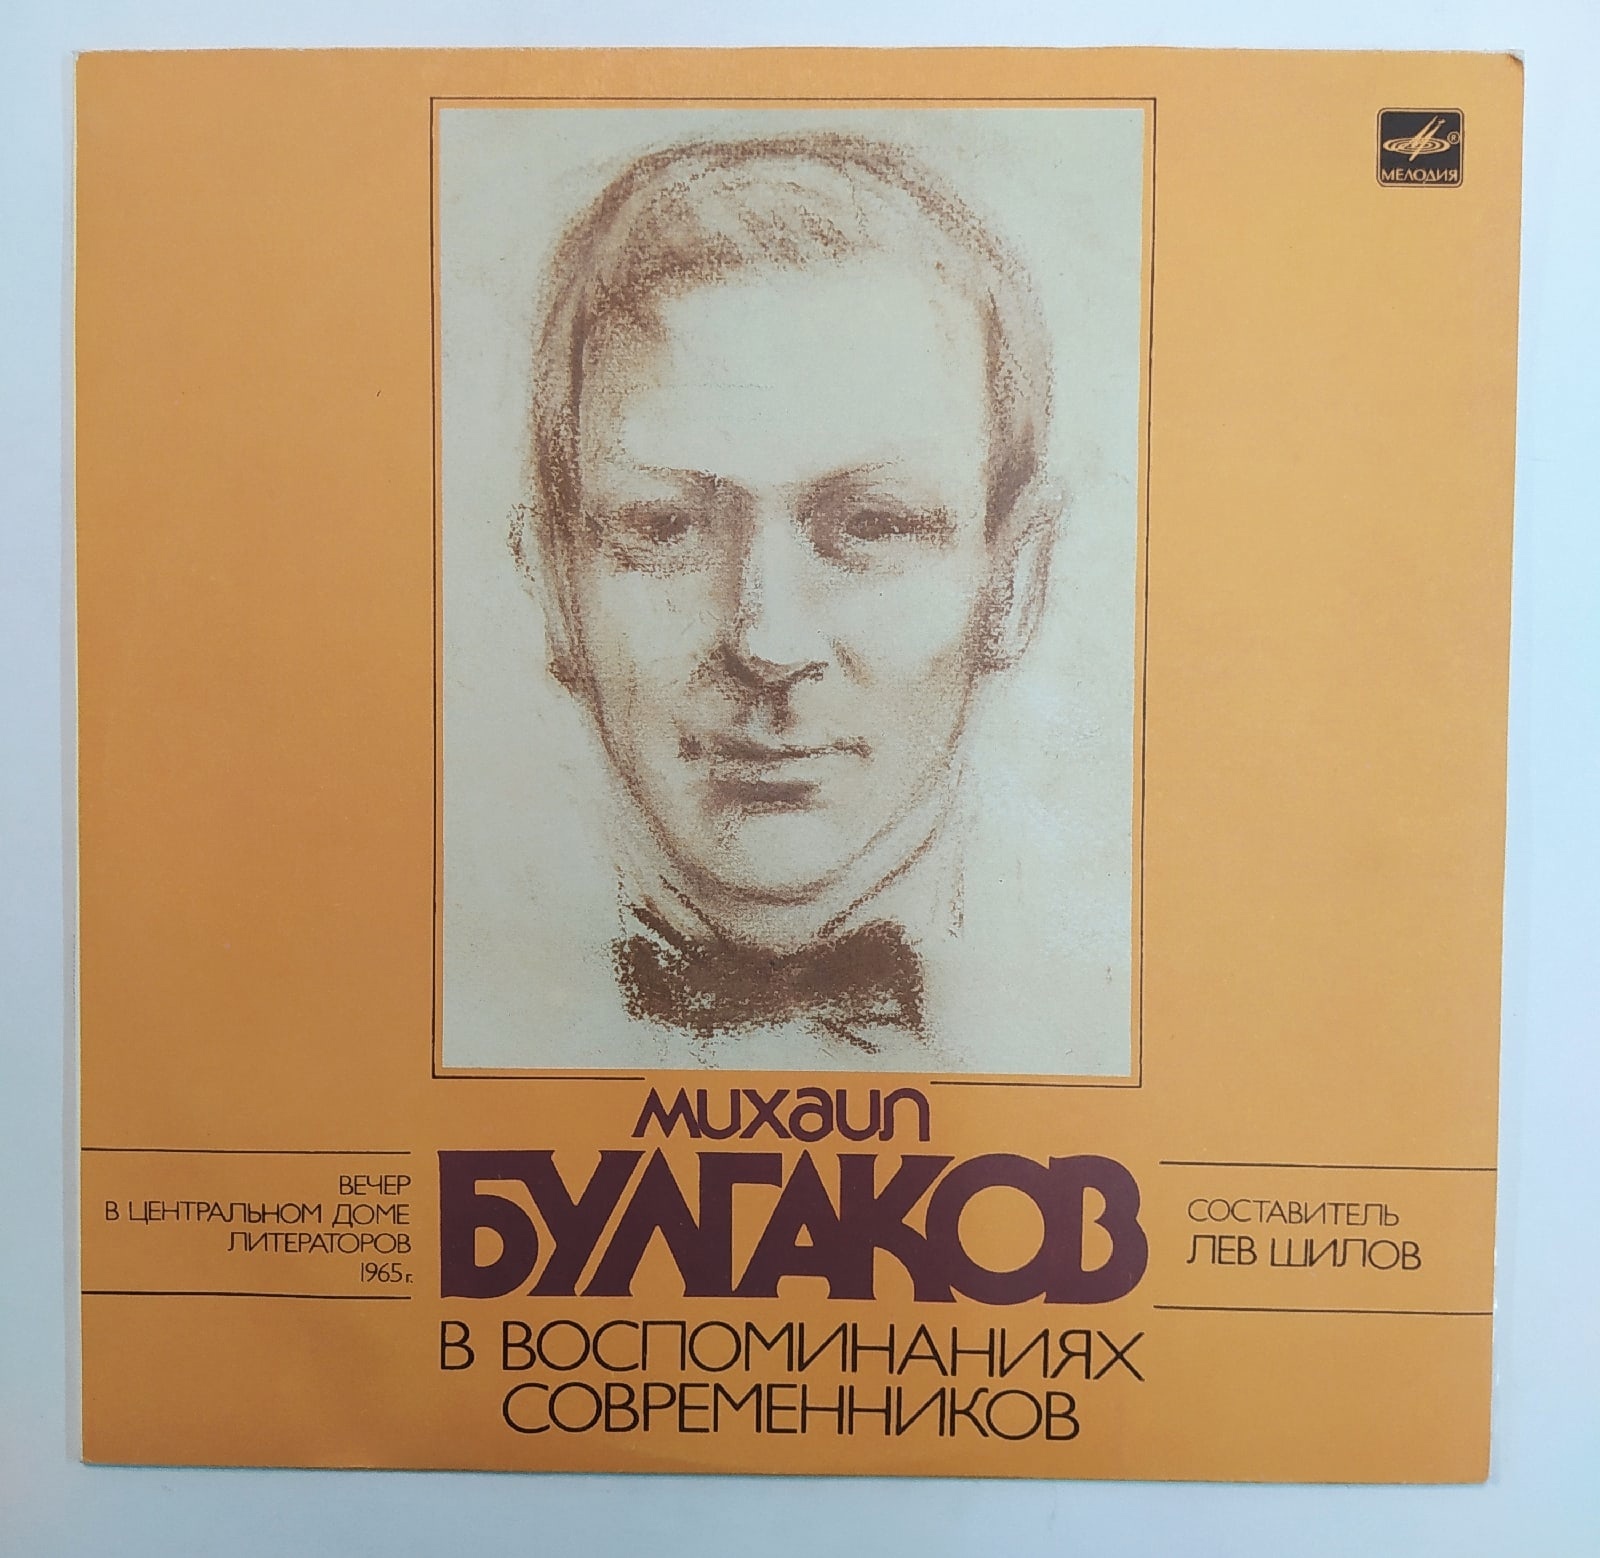 МЕЛОДИЯ
Михаил
БУЛГАКОВ
ВЕЧЕР
В ЦЕНТРАЛЬНОМ ДОМЕ
ЛИТЕРАТОРОВ
1965 г.
СОСТАВИТЕЛЬ
ЛЕВ ШИЛОВ
В ВОСПОМИНАНИЯХ
СОВРЕМЕННИКОВ